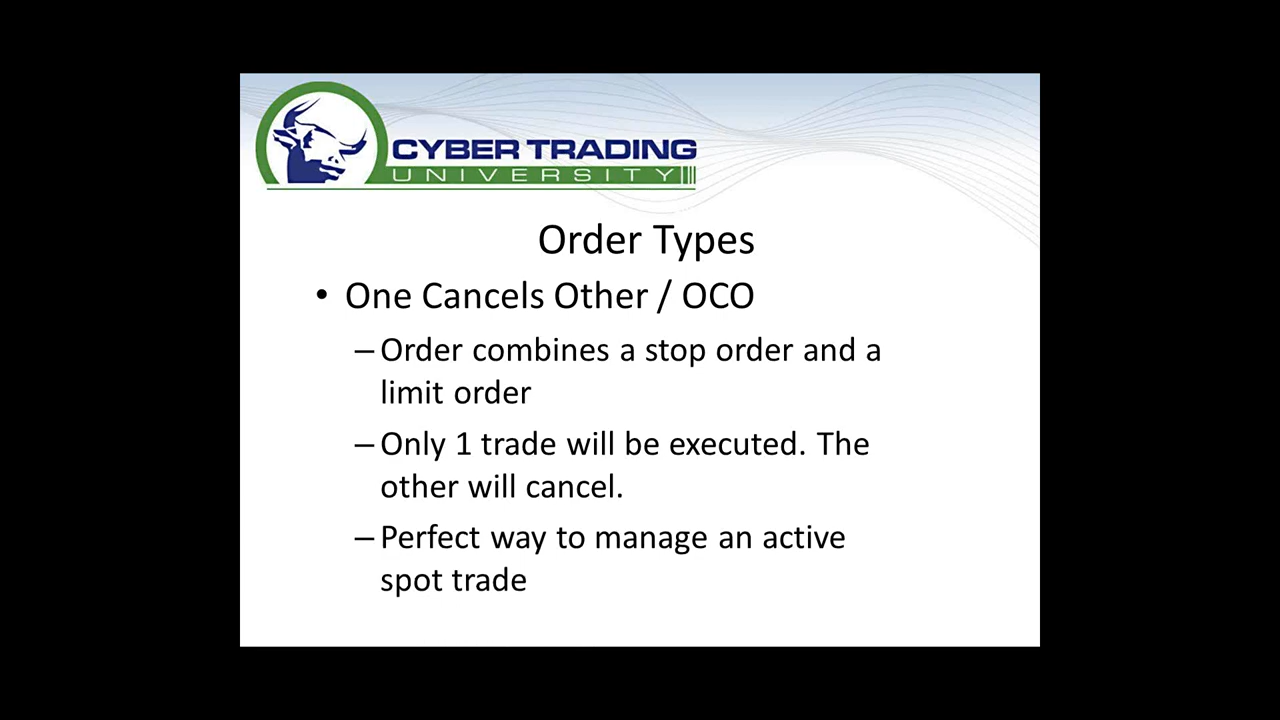 CYBER TRADING
UNIVERSITY
Order Types
• One Cancels Other / OCO
– Order combines a stop order and a
limit order
– Only 1 trade will be executed. The
other will cancel.
– Perfect way to manage an active
spot trade